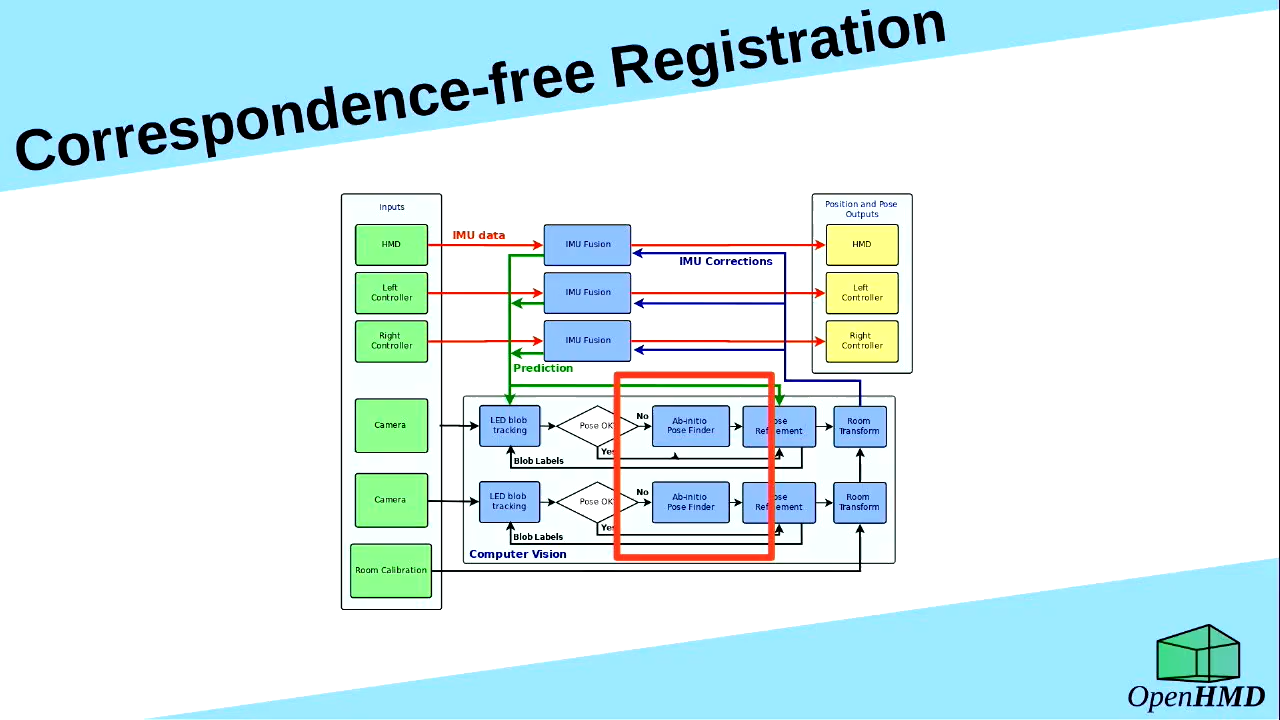 Correspondence-free Registration
Inputs
Position and Pose
Outputs
HMD
IMU data
IMU Fusion
HMD
IMU Corrections
Left
Controller
IMU Fusion
Left
Controller
Right
Controller
IMU Fusion
Right
Controller
Prediction
Camera
LED blob
tracking
Pose OK
No
Yes
Ab-initio
Pose Finder
Pose
Refinement
Room
Transform
Blob Labels
Camera
LED blob
tracking
Pose OK
No
Yes
Ab-initio
Pose Finder
Pose
Refinement
Room
Transform
Blob Labels
Computer Vision
Room Calibration
OpenHMD